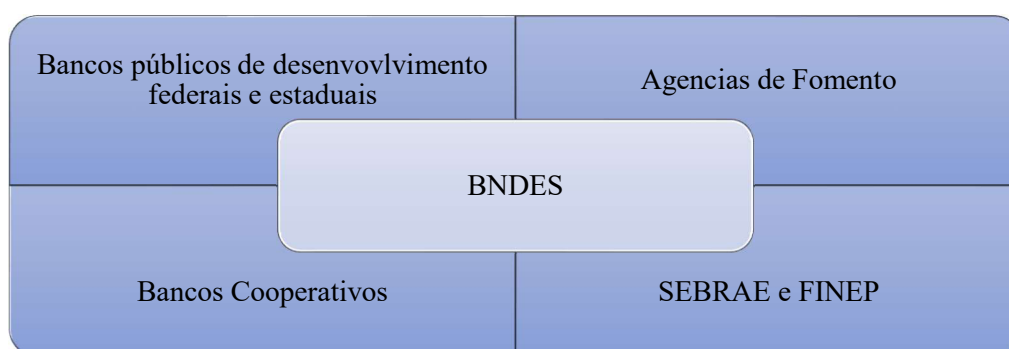 Bancos públicos de desenvovlvimento
federais e estaduais
Agencias de Fomento
BNDES
Bancos Cooperativos
SEBRAE e FINEP